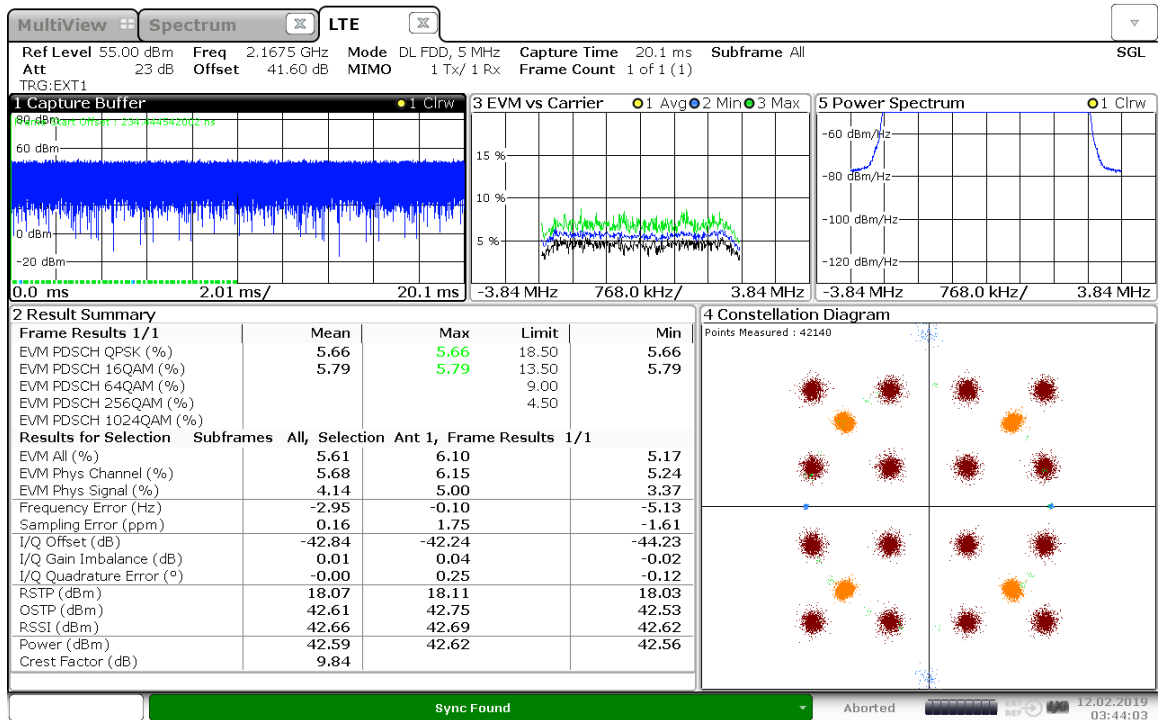 MultiView Spectrum LTE
Ref Level 55.00 dBm Freq 2.1675 GHz Mode DL FDD, 5 MHz Capture Time 20.1 ms Subframe All SGL
Att 23 dB Offset 41.60 dB MIMO 1 Tx/ 1 Rx Frame Count 1 of 1 (1)
TRG:EXT1
1 Capture Buffer 1 Clrw
80 dBm
Frame Start Offset : 234.444542002 ns
60 dBm
0 dBm
-20 dBm
0.0 ms 2.01 ms/ 20.1 ms
3 EVM vs Carrier 1 Avg 2 Min 3 Max
15 %
10 %
5 %
-3.84 MHz 768.0 kHz/ 3.84 MHz
5 Power Spectrum 1 Clrw
-60 dBm/Hz
-80 dBm/Hz
-100 dBm/Hz
-120 dBm/Hz
-3.84 MHz 768.0 kHz/ 3.84 MHz
2 Result Summary
Frame Results 1/1 Mean Max Limit Min
EVM PDSCH QPSK (%) 5.66 5.66 18.50 5.66
EVM PDSCH 16QAM (%) 5.79 5.79 13.50 5.79
EVM PDSCH 64QAM (%) 9.00
EVM PDSCH 256QAM (%) 4.50
EVM PDSCH 1024QAM (%)
Results for Selection Subframes All, Selection Ant 1, Frame Results 1/1
EVM All (%) 5.61 6.10 5.17
EVM Phys Channel (%) 5.68 6.15 5.24
EVM Phys Signal (%) 4.14 5.00 3.37
Frequency Error (Hz) -2.95 -0.10 -5.13
Sampling Error (ppm) 0.16 1.75 -1.61
I/Q Offset (dB) -42.84 -42.24 -44.23
I/Q Gain Imbalance (dB) 0.01 0.04 -0.02
I/Q Quadrature Error (°) -0.00 0.25 -0.12
RSTP (dBm) 18.07 18.11 18.03
OSTP (dBm) 42.61 42.75 42.53
RSSI (dBm) 42.66 42.69 42.62
Power (dBm) 42.59 42.62 42.56
Crest Factor (dB) 9.84
4 Constellation Diagram
Points Measured : 42140
Sync Found
Aborted
12.02.2019
03:44:03